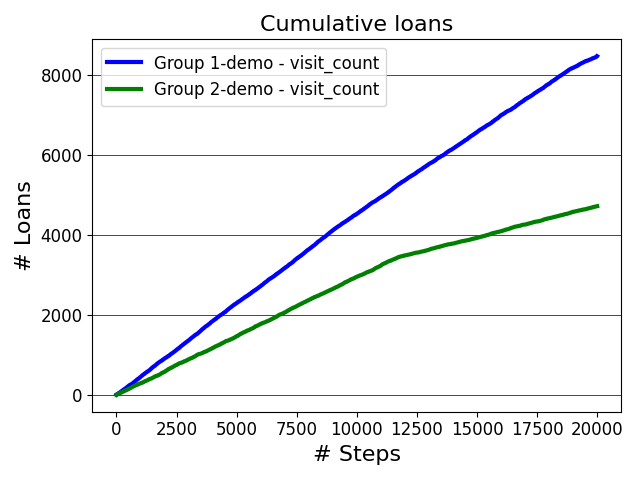 Cumulative loans
Group 1-demo - visit_count
Group 2-demo - visit_count
8000
6000
4000
2000
0
# Loans
0 2500 5000 7500 10000 12500 15000 17500 20000
# Steps